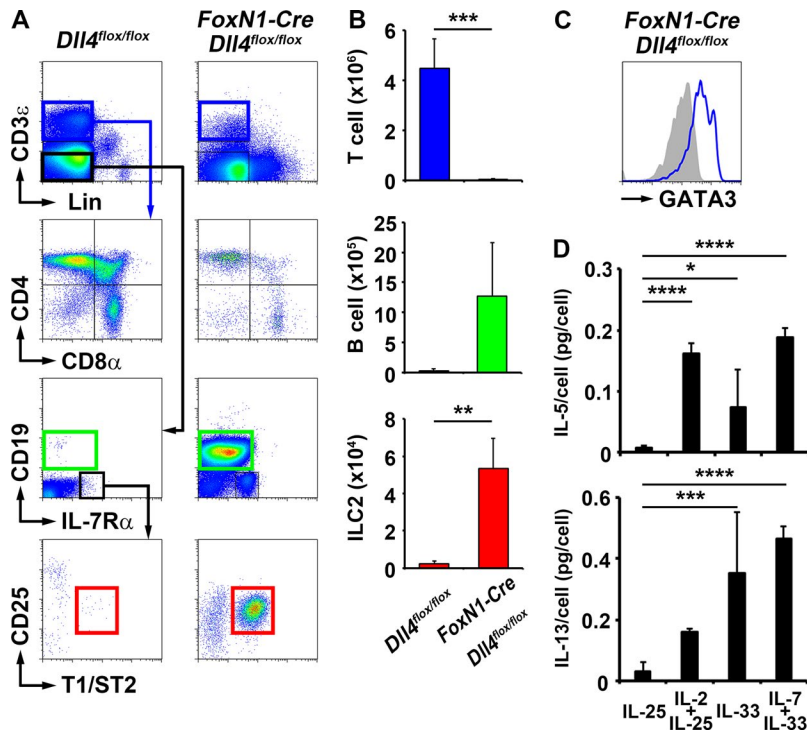 A
Dll4flox/flox
FoxN1-Cre
Dll4flox/flox
CD3ε
Lin
CD4
CD8α
CD19
IL-7Rα
CD25
T1/ST2
B
***
T cell (x10⁶)
6
4
2
0
B cell (x10⁵)
25
20
15
10
5
0
**
ILC2 (x10⁴)
8
6
4
2
0
Dll4flox/flox
FoxN1-Cre
Dll4flox/flox
C
FoxN1-Cre
Dll4flox/flox
GATA3
D
****
*
****
IL-5/cell (pg/cell)
0.3
0.2
0.1
0
****
***
IL-13/cell (pg/cell)
0.6
0.4
0.2
0
IL-25
IL-2
+
IL-25
IL-33
IL-7
+
IL-33